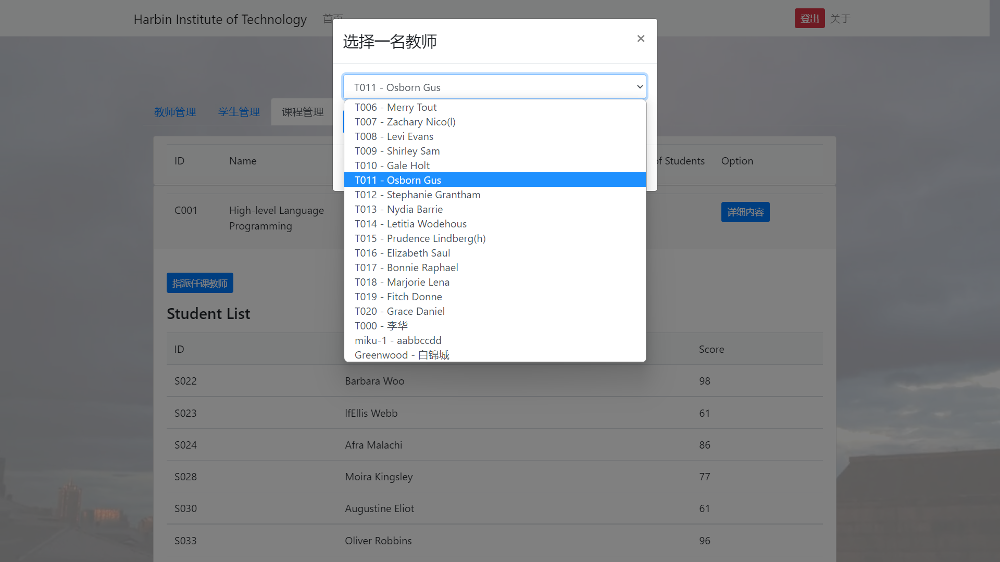 Harbin Institute of Technology
登出 关于
选择一名教师
×
T011 - Osborn Gus
T006 - Merry Tout
T007 - Zachary Nico(l)
T008 - Levi Evans
T009 - Shirley Sam
T010 - Gale Holt
T011 - Osborn Gus
T012 - Stephanie Grantham
T013 - Nydia Barrie
T014 - Letitia Wodehous
T015 - Prudence Lindberg(h)
T016 - Elizabeth Saul
T017 - Bonnie Raphael
T018 - Marjorie Lena
T019 - Fitch Donne
T020 - Grace Daniel
T000 - 李华
miku-1 - aabbccdd
Greenwood - 白锦城
教师管理 学生管理 课程管理
ID Name of Students Option
C001 High-level Language 详细内容
Programming
指派任课教师
Student List
ID Score
S022 Barbara Woo 98
S023 lfEllis Webb 61
S024 Afra Malachi 86
S028 Moira Kingsley 77
S030 Augustine Eliot 61
S033 Oliver Robbins 96